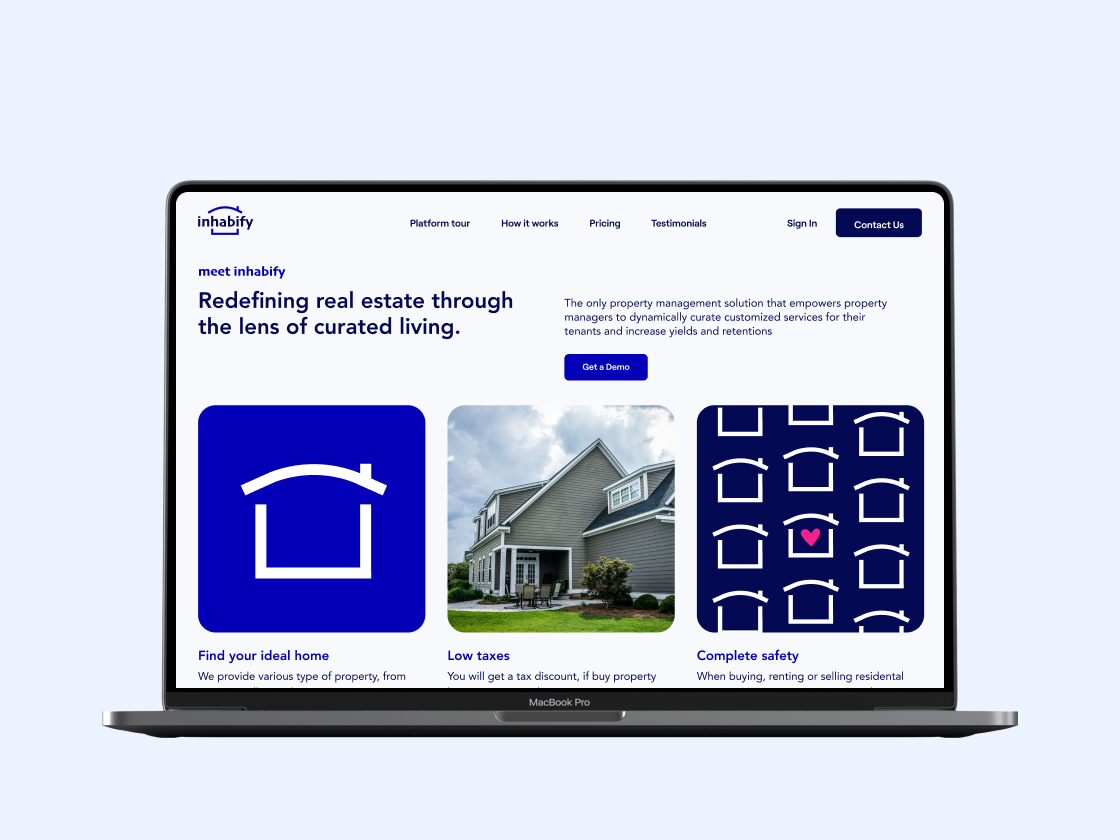 inhabify
Platform tour
How it works
Pricing
Testimonials
Sign In
Contact Us
meet inhabify
Redefining real estate through
the lens of curated living.
The only property management solution that empowers property
managers to dynamically curate customized services for their
tenants and increase yields and retentions
Get a Demo
Find your ideal home
We provide various type of property, from
Low taxes
You will get a tax discount, if buy property
Complete safety
When buying, renting or selling residental
MacBook Pro